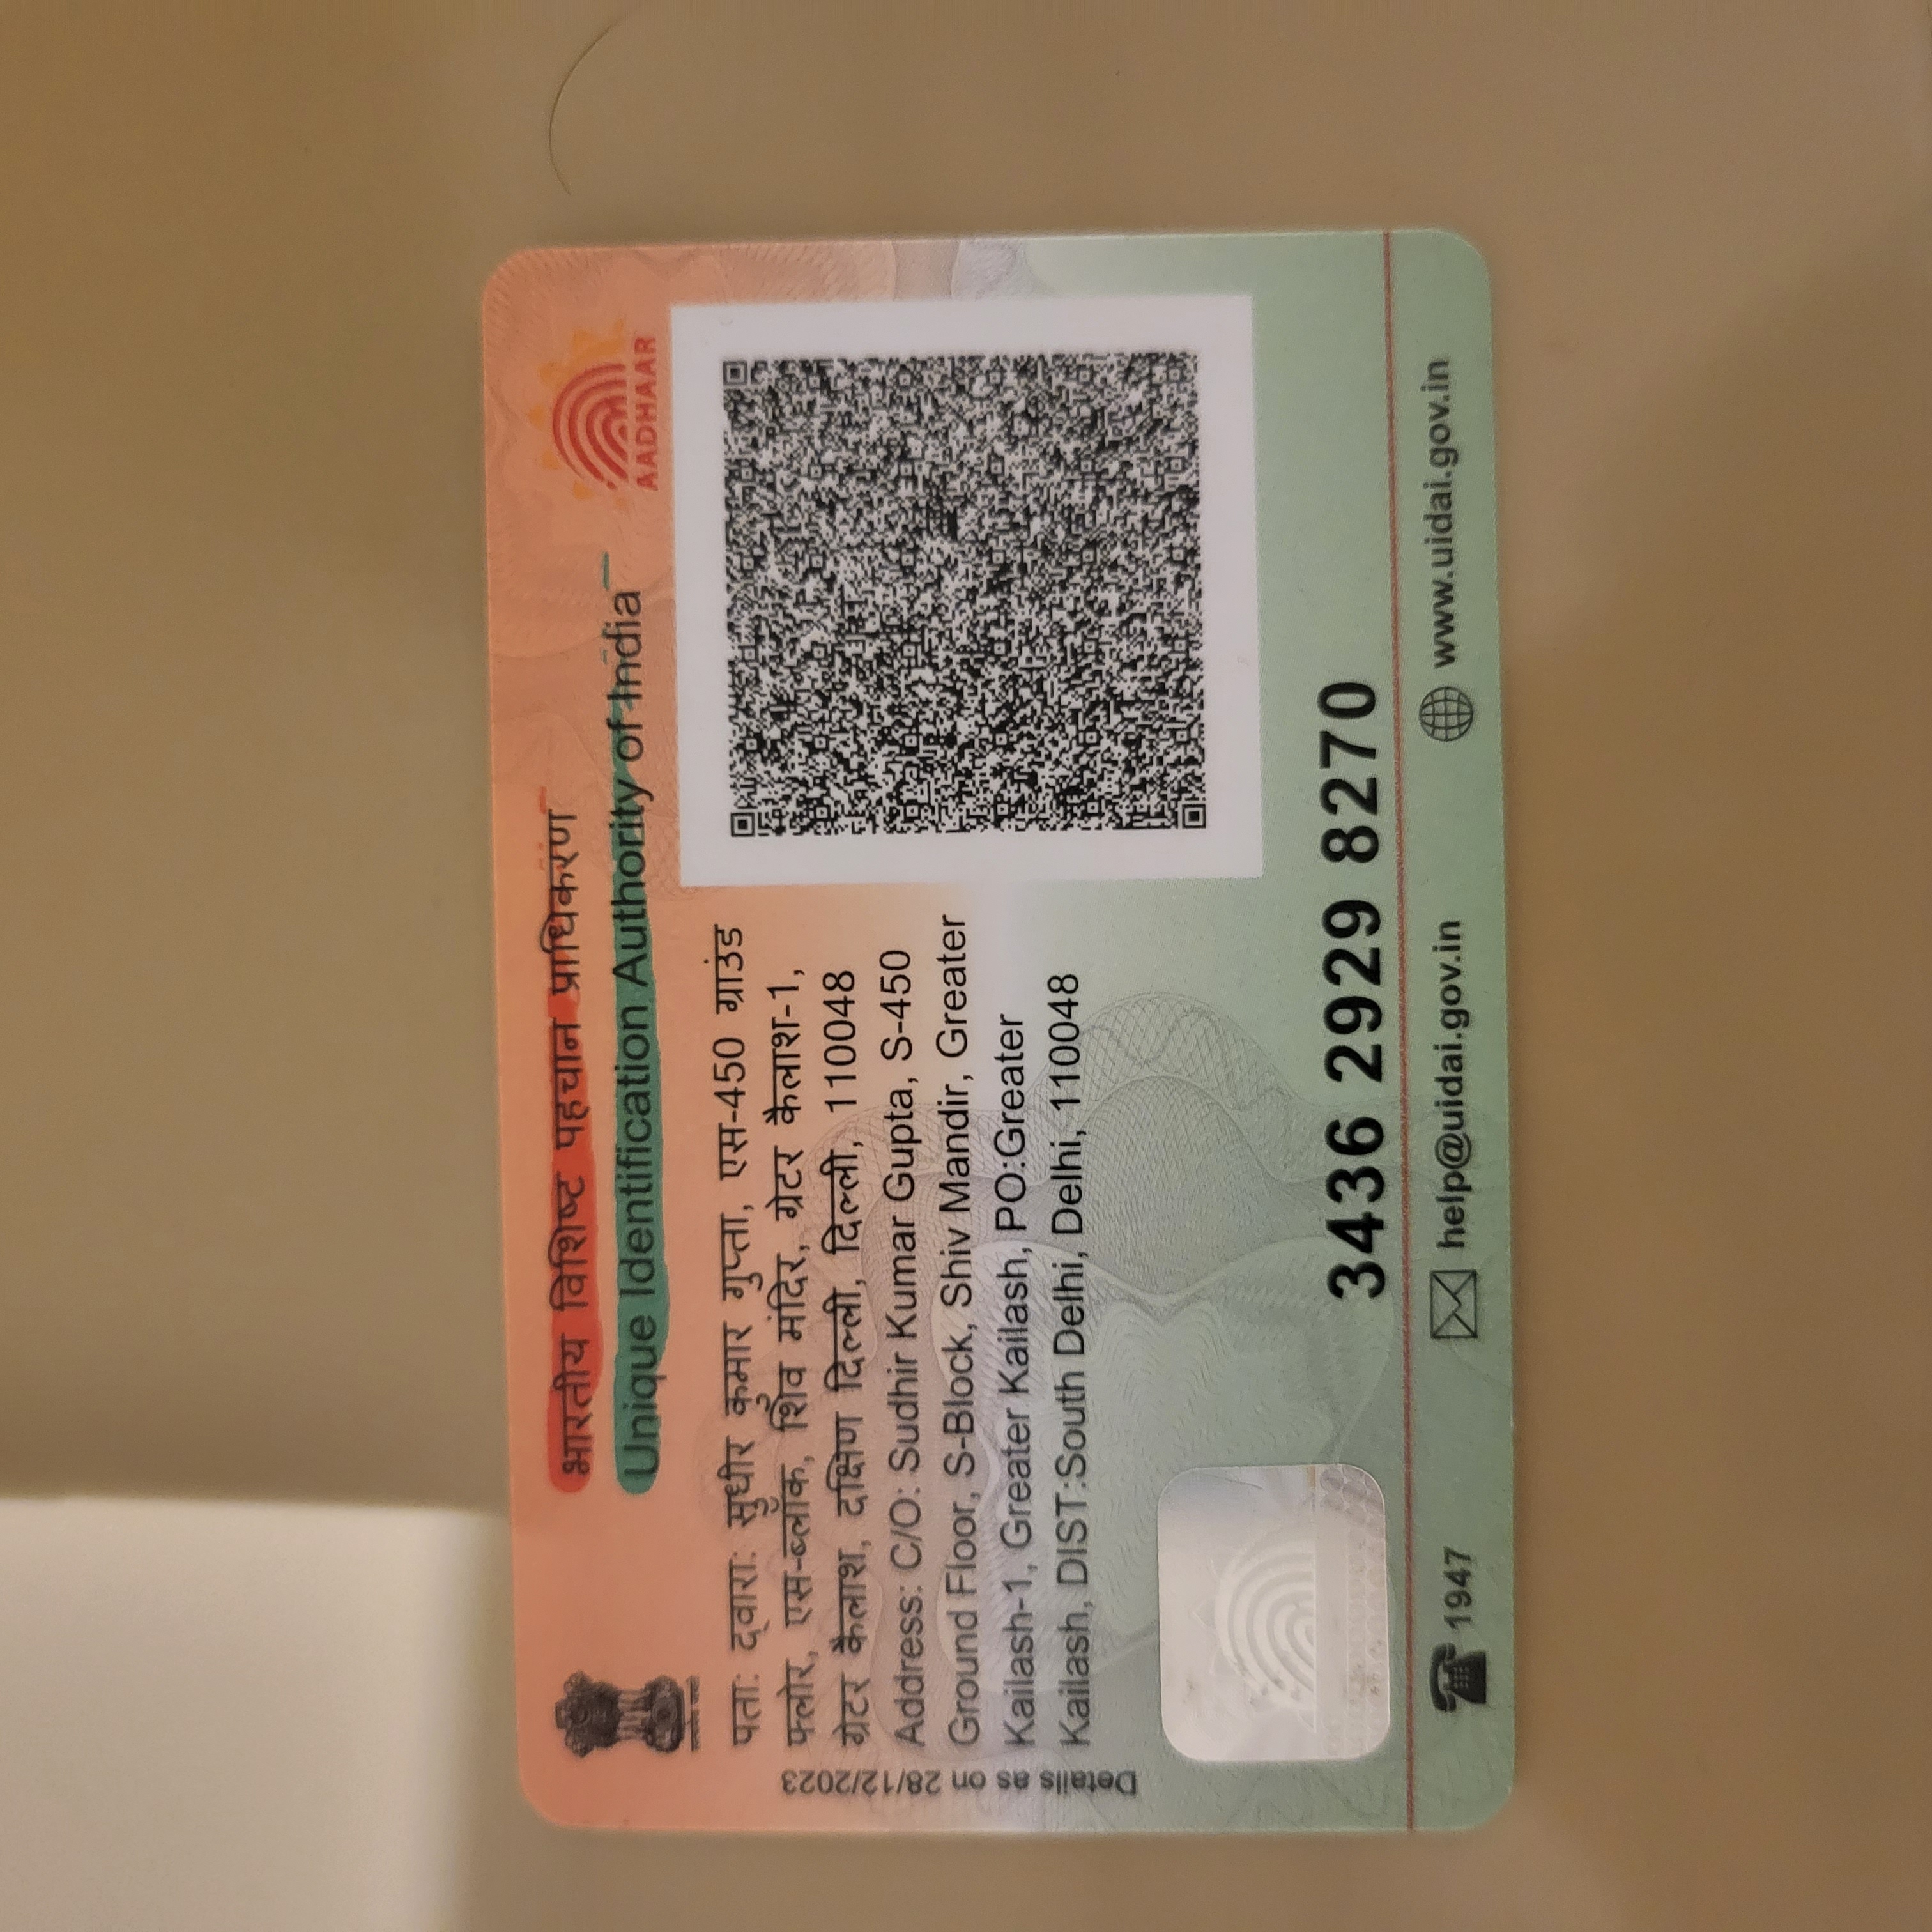 भारतीय विशिष्ट पहचान प्राधिकरण
Unique Identification Authority of India
AADHAAR
पता: द्वारा: सुधीर कुमार गुप्ता, एस-450 ग्राउंड
फ्लोर, एस-ब्लॉक, शिव मंदिर, ग्रेटर कैलाश-1,
ग्रेटर कैलाश, दक्षिण दिल्ली, दिल्ली, 110048
Address: C/O: Sudhir Kumar Gupta, S-450
Ground Floor, S-Block, Shiv Mandir, Greater
Kailash-1, Greater Kailash, PO:Greater
Kailash, DIST:South Delhi, Delhi, 110048
Details as on 28/12/2023
3436 2929 8270
1947
help@uidai.gov.in
www.uidai.gov.in